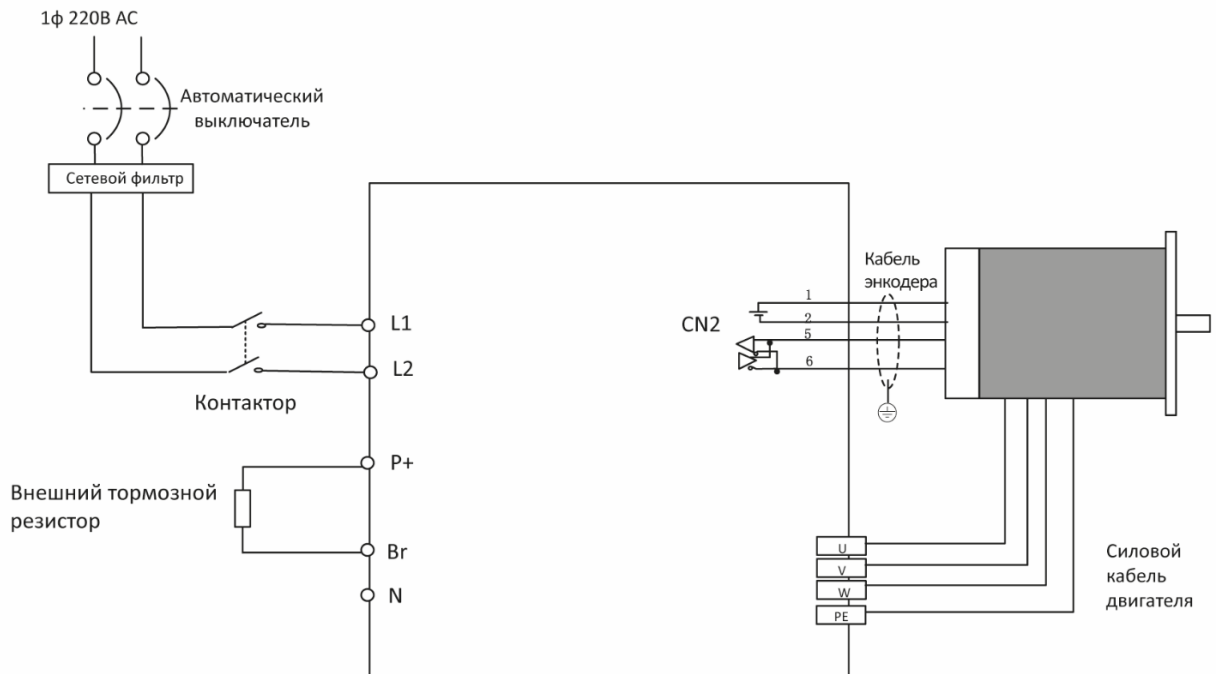 1ф 220В AC
Автоматический
выключатель
Сетевой фильтр
Кабель
энкодера
1
2
5
6
CN2
L1
L2
Контактор
P+
Внешний тормозной
резистор
Br
N
U
V
W
PE
Силовой
кабель
двигателя